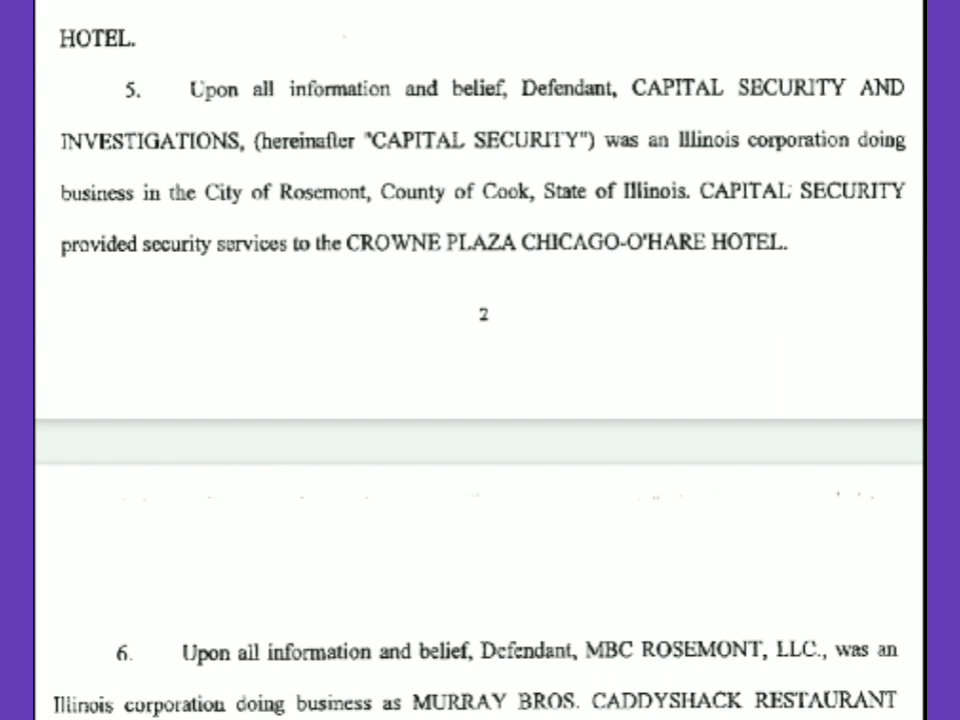 HOTEL.
5. Upon all information and belief, Defendant, CAPITAL SECURITY AND
INVESTIGATIONS, (hereinafter "CAPITAL SECURITY") was an Illinois corporation doing
business in the City of Rosemont, County of Cook, State of Illinois. CAPITAL SECURITY
provided security services to the CROWNE PLAZA CHICAGO-O'HARE HOTEL.
2
6. Upon all information and belief, Defendant, MBC ROSEMONT, LLC., was an
Illinois corporation doing business as MURRAY BROS. CADDYSHACK RESTAURANT